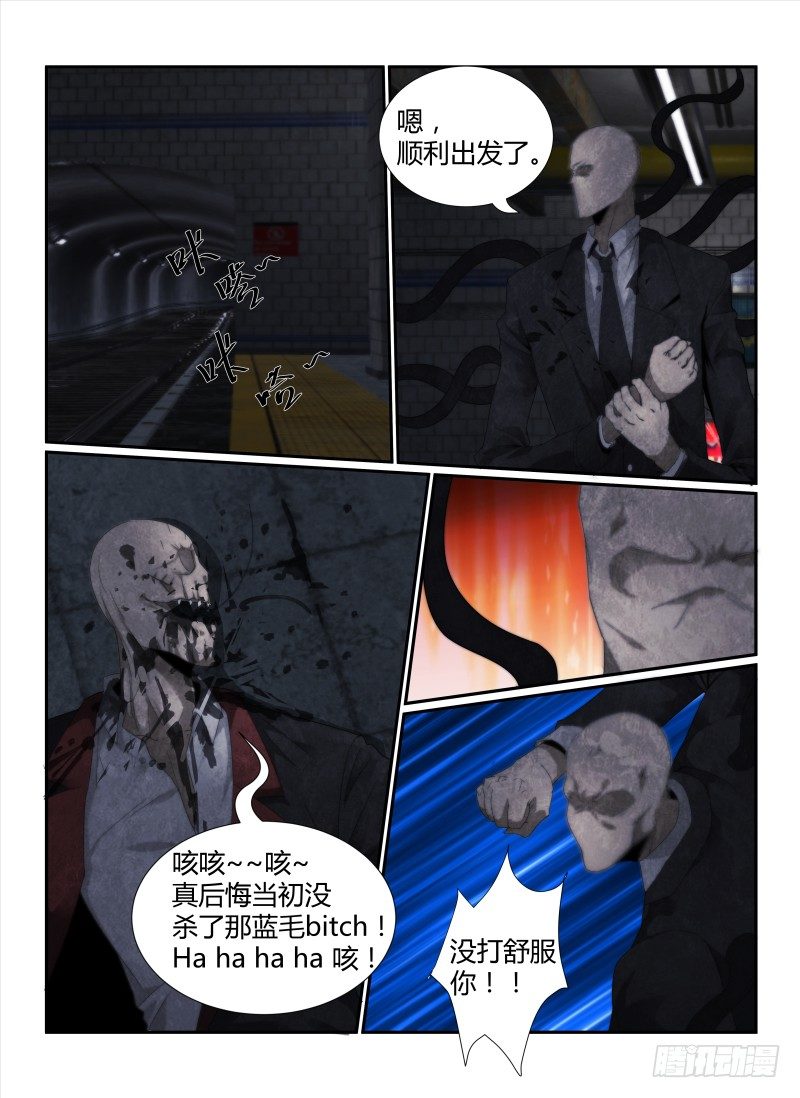 咔
嗒~
咔
嗒~
嗯，
顺利出发了。
咳咳~~咳~
真后悔当初没
杀了那蓝毛bitch！
Ha ha ha ha 咳！
没打舒服
你！！
腾讯动漫